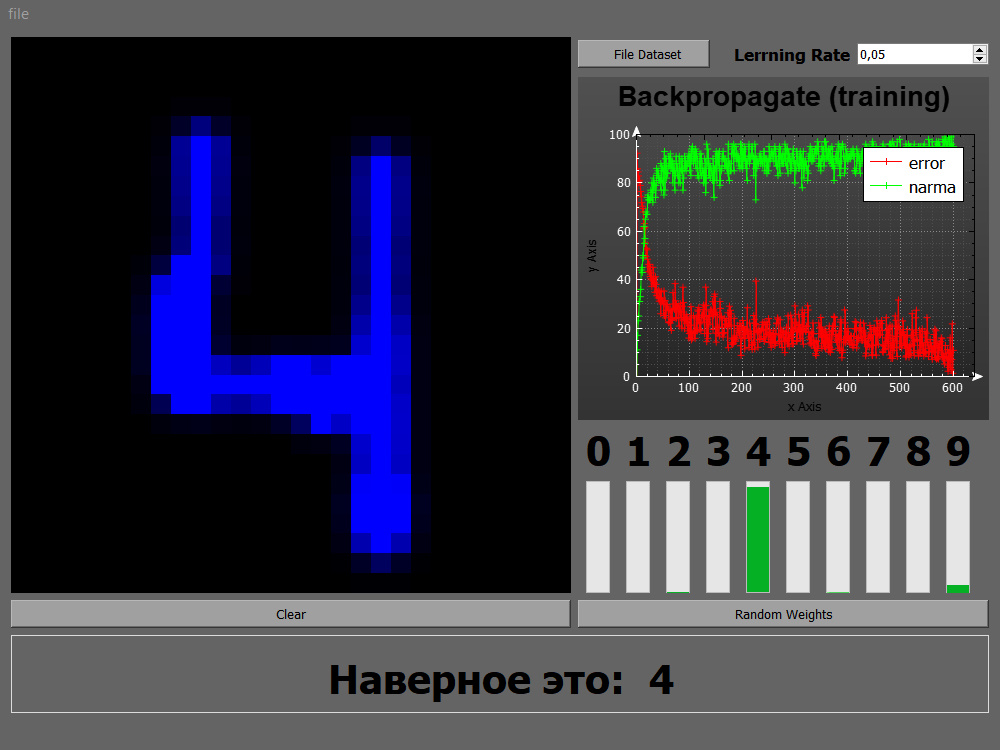 file
File Dataset
Lerrning Rate 0,05
Backpropagate (training)
100
80
60
40
20
0
y Axis
error
narma
0 100 200 300 400 500 600
x Axis
0 1 2 3 4 5 6 7 8 9
4
Clear
Random Weights
Наверное это: 4